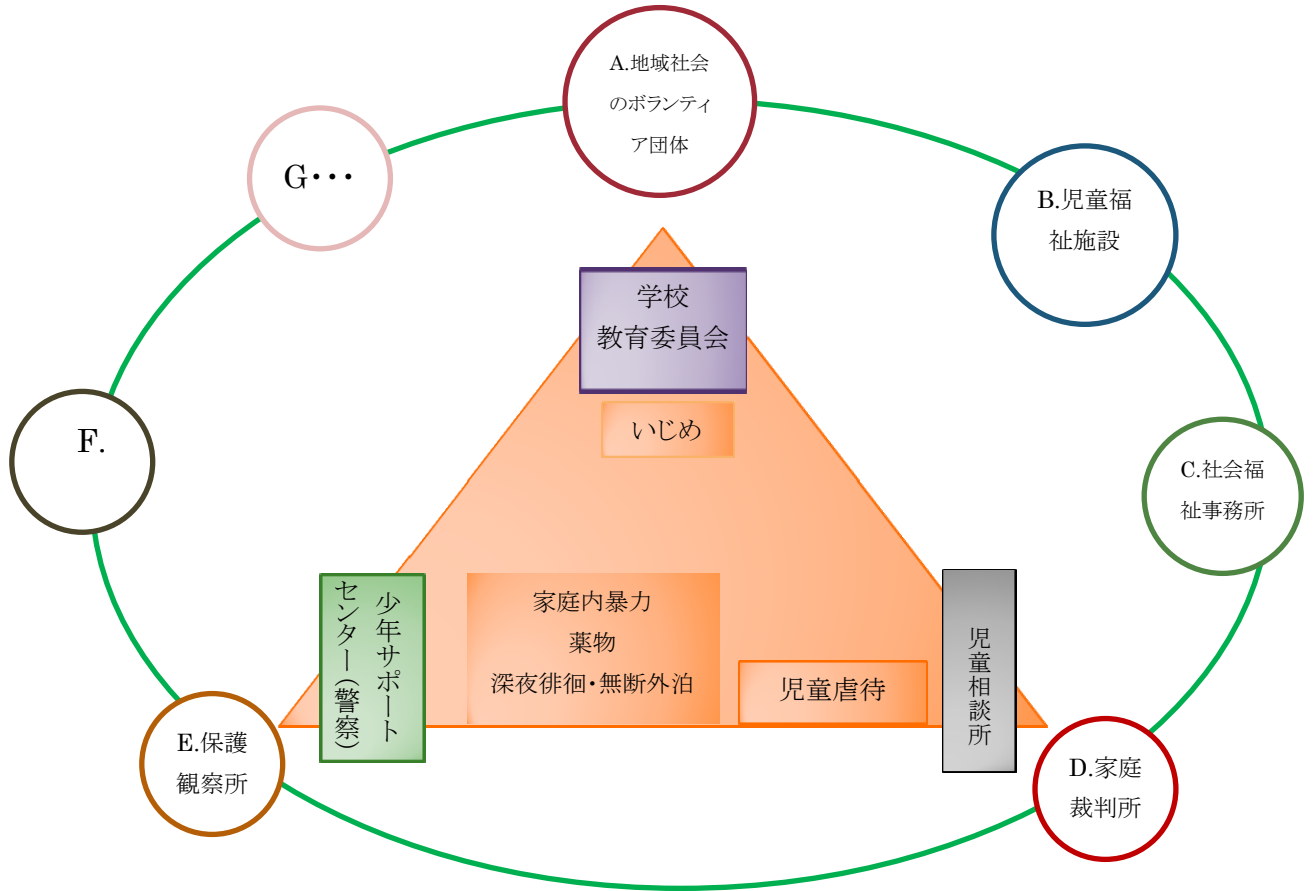 A.地域社会
のボランティ
ア団体
G・・・
B.児童福
祉施設
学校
教育委員会
いじめ
F.
C.社会福
祉事務所
少年サポート
センター（警察）
家庭内暴力
薬物
深夜徘徊・無断外泊
児童虐待
児童相談所
E.保護
観察所
D.家庭
裁判所